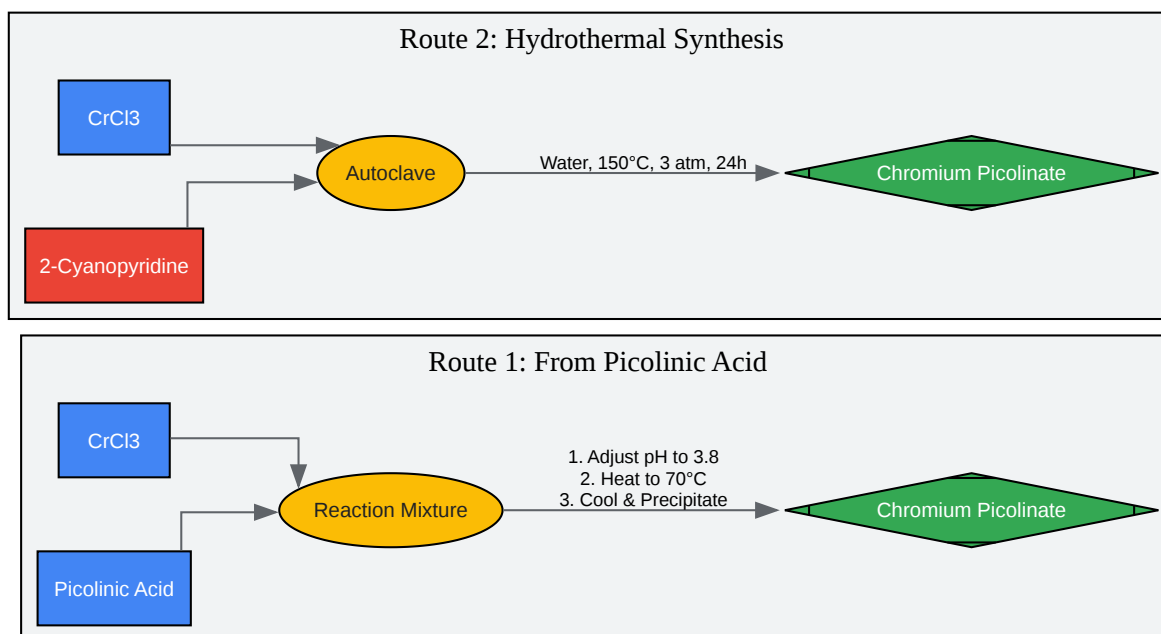 Route 2: Hydrothermal Synthesis
CrCl3
Autoclave
Water, 150°C, 3 atm, 24h
Chromium Picolinate
2-Cyanopyridine
Route 1: From Picolinic Acid
CrCl3
Reaction Mixture
1. Adjust pH to 3.8
2. Heat to 70°C
3. Cool & Precipitate
Chromium Picolinate
Picolinic Acid